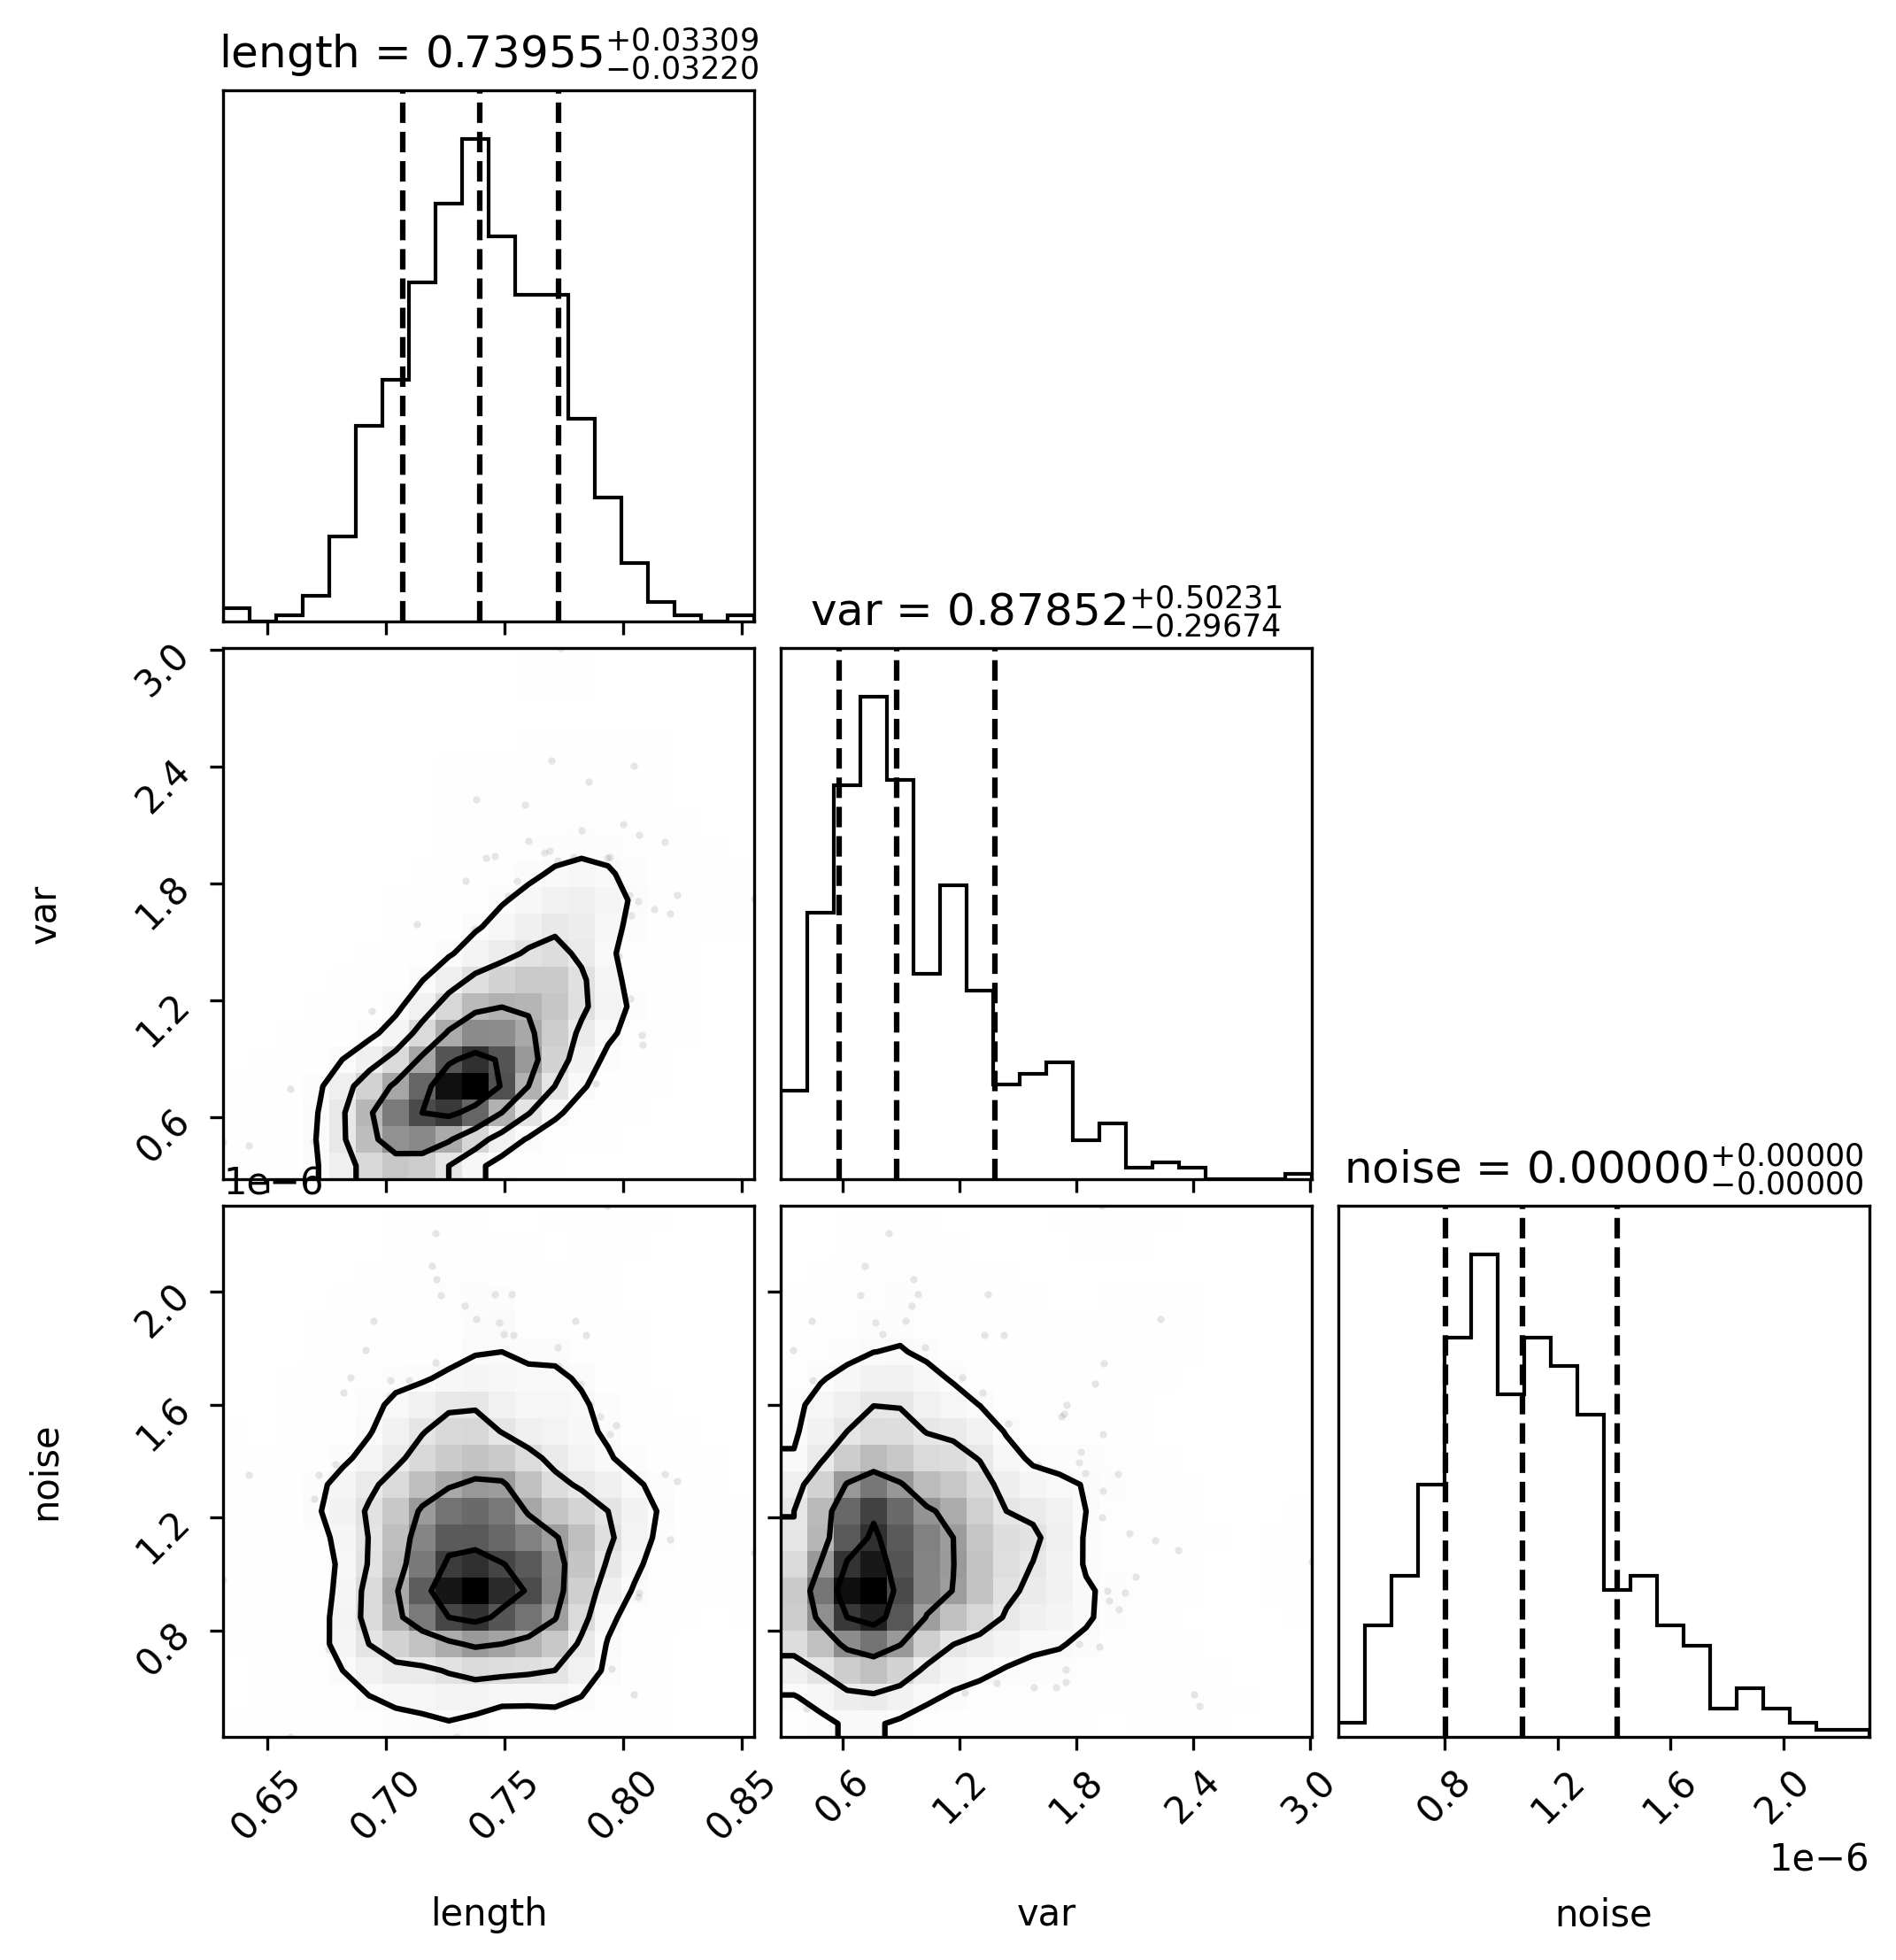 length = 0.73955 +0.03309 −0.03220
var = 0.87852 +0.50231 −0.29674
3.0
2.4
1.8
1.2
0.6
var
1e−6
noise = 0.00000 +0.00000 −0.00000
2.0
1.6
1.2
0.8
noise
0.65 0.70 0.75 0.80 0.85 0.6 1.2 1.8 2.4 3.0 0.8 1.2 1.6 2.0
1e−6
length var noise